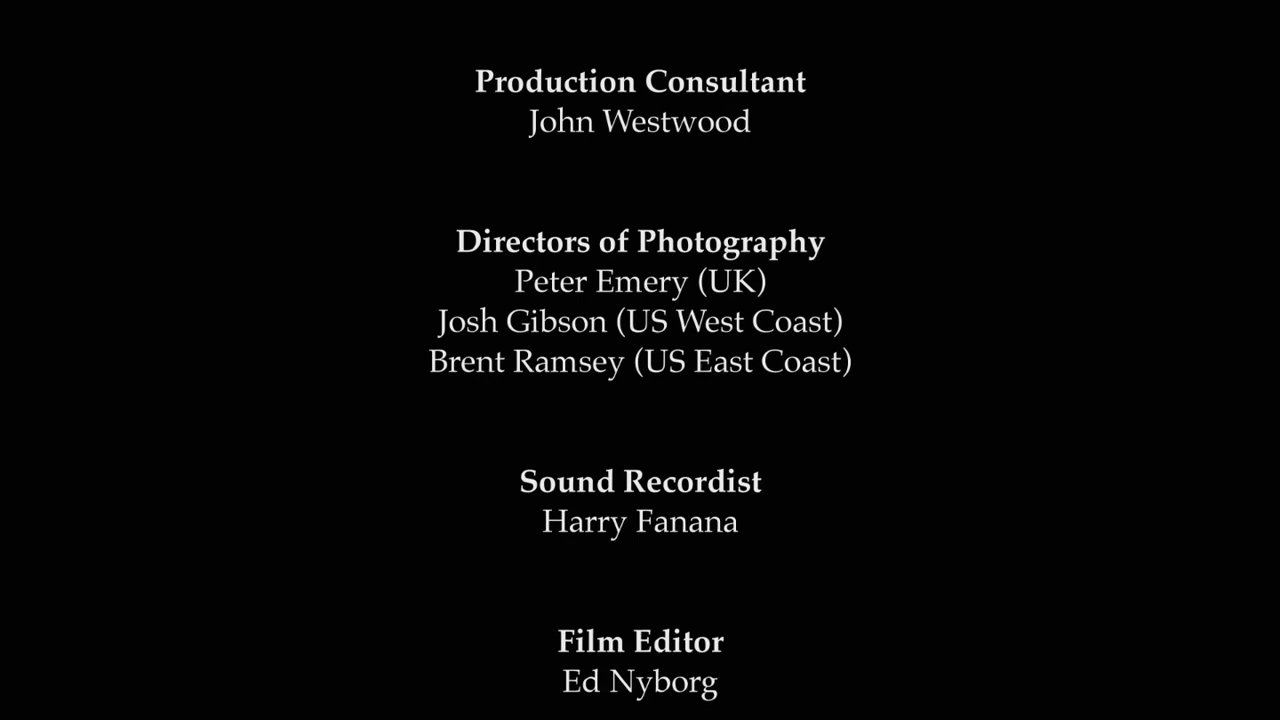 Production Consultant
John Westwood
Directors of Photography
Peter Emery (UK)
Josh Gibson (US West Coast)
Brent Ramsey (US East Coast)
Sound Recordist
Harry Fanana
Film Editor
Ed Nyborg